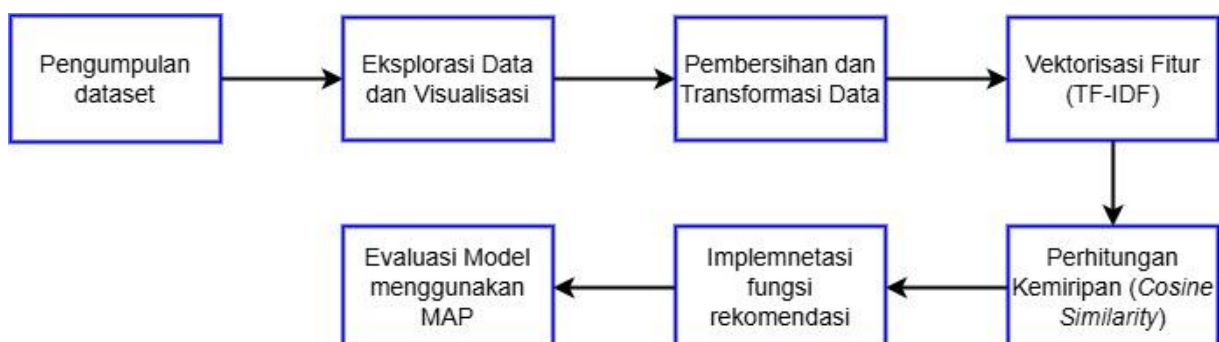 Pengumpulan
dataset
Eksplorasi Data
dan Visualisasi
Pembersihan dan
Transformasi Data
Vektorisasi Fitur
(TF-IDF)
Perhitungan
Kemiripan (Cosine
Similarity)
Implemnetasi
fungsi
rekomendasi
Evaluasi Model
menggunakan
MAP